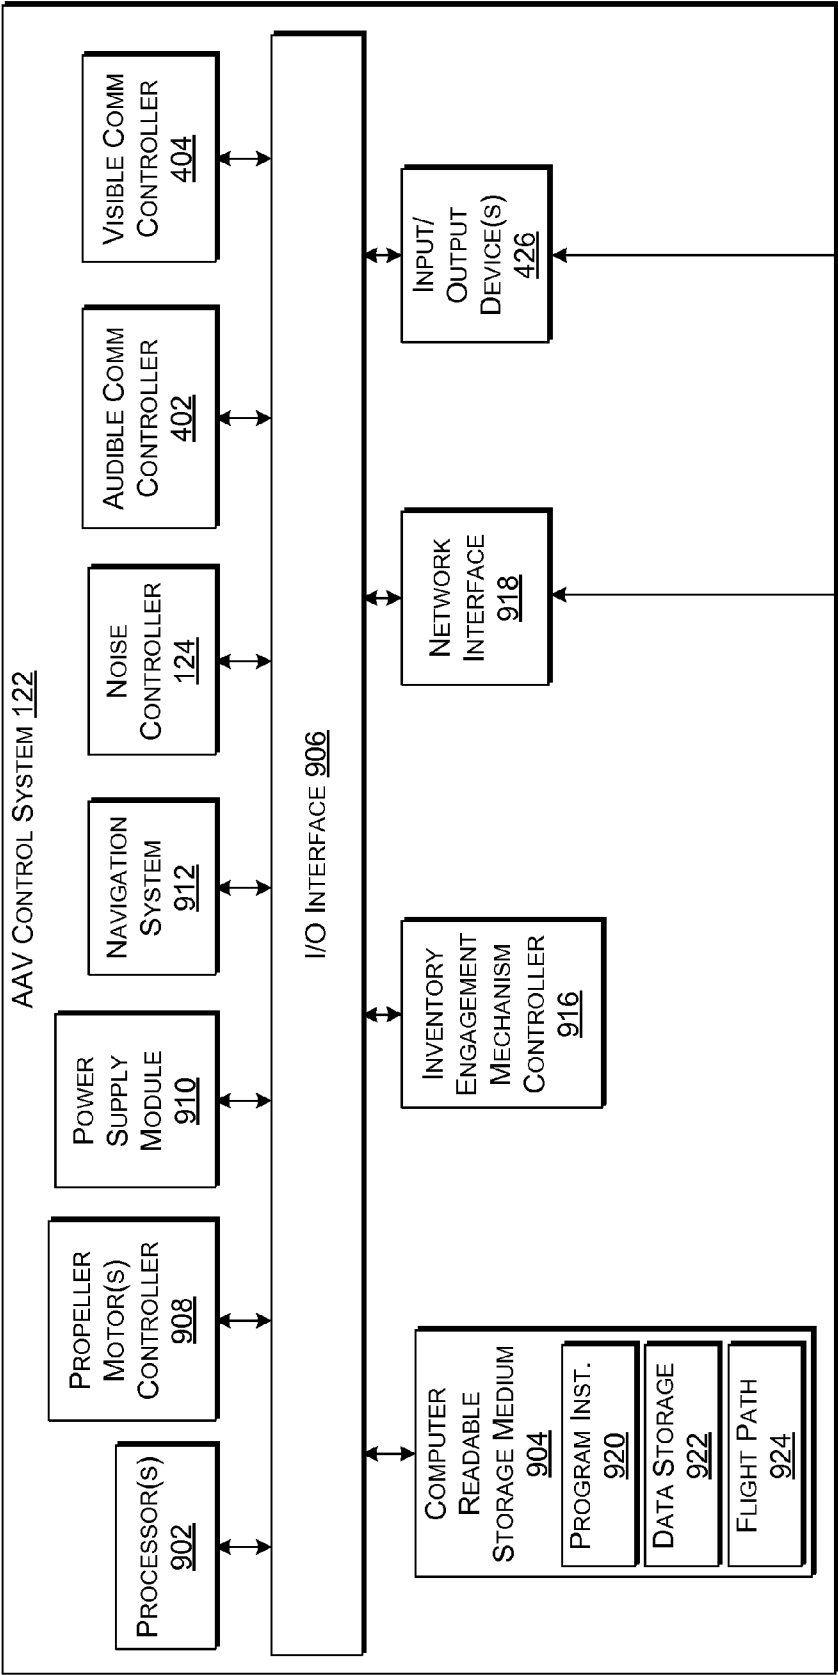 AAV CONTROL SYSTEM 122
PROCESSOR(S)
902
PROPELLER
MOTOR(S)
CONTROLLER
908
POWER
SUPPLY
MODULE
910
NAVIGATION
SYSTEM
912
NOISE
CONTROLLER
124
AUDIBLE COMM
CONTROLLER
402
VISIBLE COMM
CONTROLLER
404
I/O INTERFACE 906
COMPUTER
READABLE
STORAGE MEDIUM
904
PROGRAM INST.
920
DATA STORAGE
922
FLIGHT PATH
924
INVENTORY
ENGAGEMENT
MECHANISM
CONTROLLER
916
NETWORK
INTERFACE
918
INPUT/
OUTPUT
DEVICE(S)
426